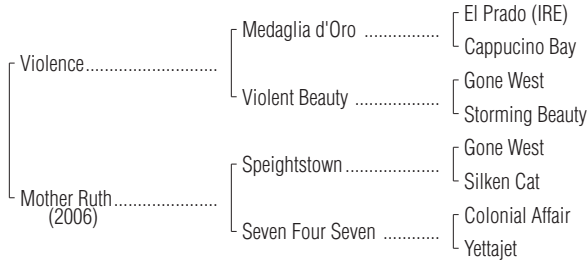 El Prado (IRE)
Medaglia d'Oro ..................
Cappucino Bay
Violence................................
Gone West
Violent Beauty ....................
Storming Beauty
Gone West
Speightstown......................
Silken Cat
Mother Ruth.........................
(2006)
Colonial Affair
Seven Four Seven .............
Yettajet